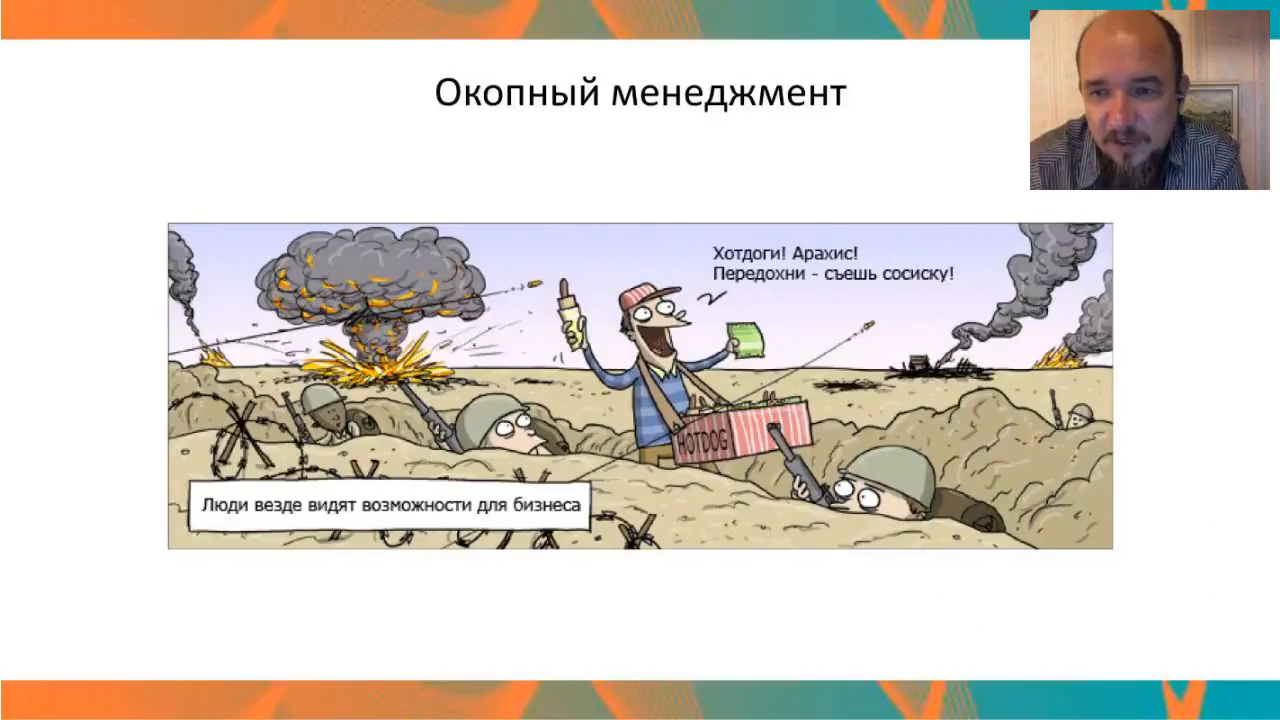 Окопный менеджмент
Хотдоги! Арахис!
Передохни - съешь сосиску!
HOTDOG
Люди везде видят возможности для бизнеса